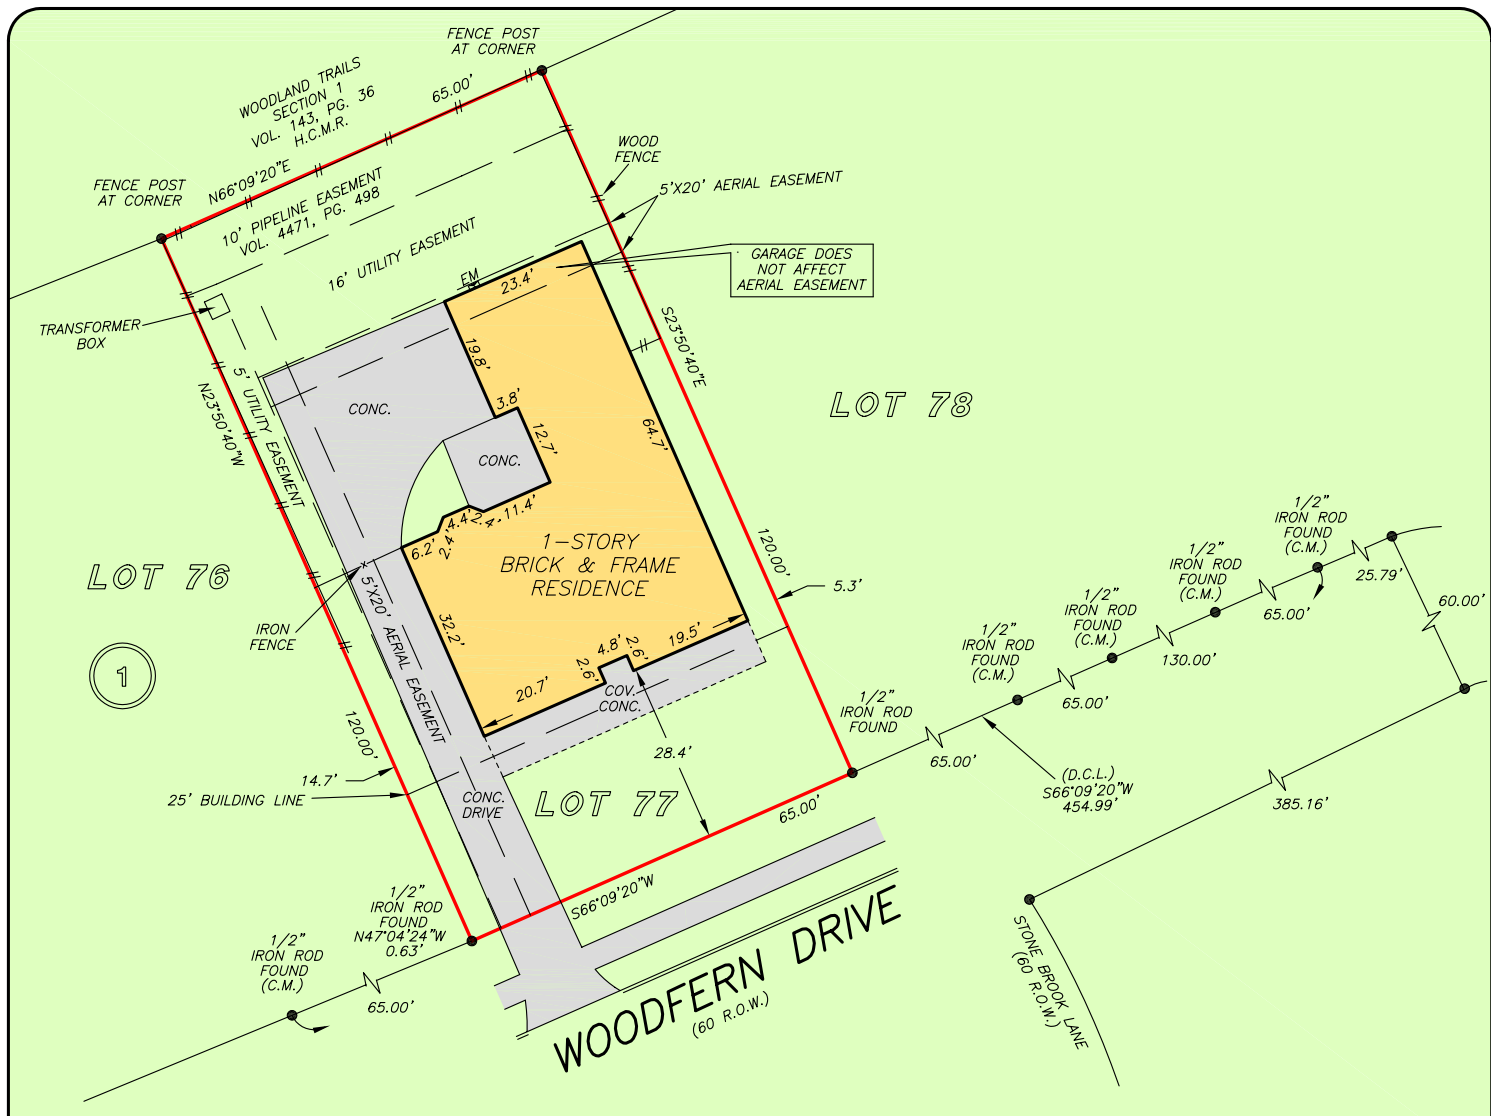 FENCE POST
AT CORNER
WOODLAND TRAILS
SECTION 1
VOL. 143, PG. 36
H.C.M.R.
65.00'
N66°09'20"E
FENCE POST
AT CORNER
WOOD
FENCE
10' PIPELINE EASEMENT
VOL. 4471, PG. 498
5'X20' AERIAL EASEMENT
16' UTILITY EASEMENT
GARAGE DOES
NOT AFFECT
AERIAL EASEMENT
EM
23.4'
TRANSFORMER
BOX
S23°50'40"E
19.8'
5' UTILITY EASEMENT
N23°50'40"W
CONC.
3.8'
LOT 78
12.7'
64.7'
CONC.
11.4'
2.4'
4.4'
2.4'
6.2'
1-STORY
BRICK & FRAME
RESIDENCE
120.00'
5.3'
1/2"
IRON ROD
FOUND
(C.M.)
25.79'
1/2"
IRON ROD
FOUND
(C.M.)
65.00'
60.00'
1/2"
IRON ROD
FOUND
(C.M.)
130.00'
1/2"
IRON ROD
FOUND
(C.M.)
65.00'
LOT 76
5'X20' AERIAL EASEMENT
IRON
FENCE
32.2'
1
19.5'
4.8'
2.6'
2.6'
20.7'
COV.
CONC.
120.00'
14.7'
25' BUILDING LINE
28.4'
1/2"
IRON ROD
FOUND
65.00'
(D.C.L.)
S66°09'20"W
454.99'
385.16'
CONC.
DRIVE
LOT 77
65.00'
S66°09'20"W
1/2"
IRON ROD
FOUND
N47°04'24"W
0.63'
1/2"
IRON ROD
FOUND
(C.M.)
65.00'
WOODFERN DRIVE
(60 R.O.W.)
STONE BROOK LANE
(60 R.O.W.)